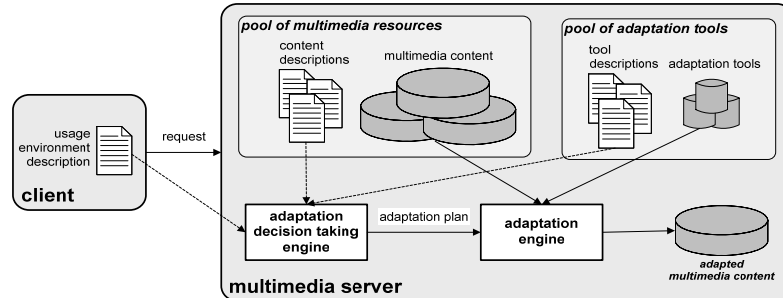 pool of multimedia resources
content
descriptions
multimedia content
pool of adaptation tools
tool
descriptions
adaptation tools
usage
environment
description
client
request
adaptation
decision taking
engine
adaptation plan
adaptation
engine
adapted
multimedia content
multimedia server